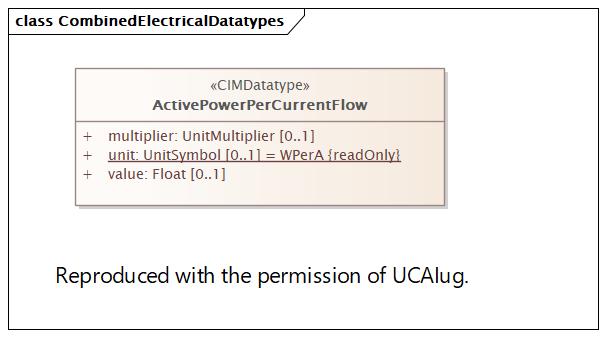 class CombinedElectricalDatatypes
«CIMDatatype»
ActivePowerPerCurrentFlow
+ multiplier: UnitMultiplier [0..1]
+ unit: UnitSymbol [0..1] = WPerA {readOnly}
+ value: Float [0..1]
Reproduced with the permission of UCAIug.